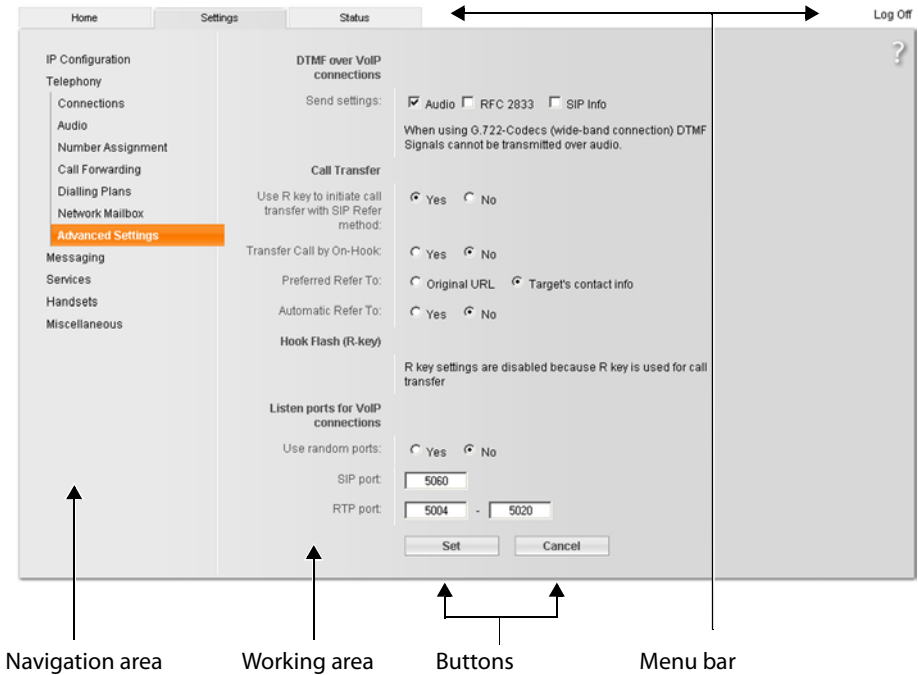 Home Settings Status Log Off
?
IP Configuration
Telephony
Connections
Audio
Number Assignment
Call Forwarding
Dialling Plans
Network Mailbox
Advanced Settings
Messaging
Services
Handsets
Miscellaneous
DTMF over VoIP
connections
Send settings: Audio RFC 2833 SIP Info
When using G.722-Codecs (wide-band connection) DTMF
Signals cannot be transmitted over audio.
Call Transfer
Use R key to initiate call
transfer with SIP Refer
method:
Yes No
Transfer Call by On-Hook: Yes No
Preferred Refer To: Original URL Target's contact info
Automatic Refer To: Yes No
Hook Flash (R-key)
R key settings are disabled because R key is used for call
transfer
Listen ports for VoIP
connections
Use random ports: Yes No
SIP port: 5060
RTP port: 5004 - 5020
Set Cancel
Navigation area Working area Buttons Menu bar